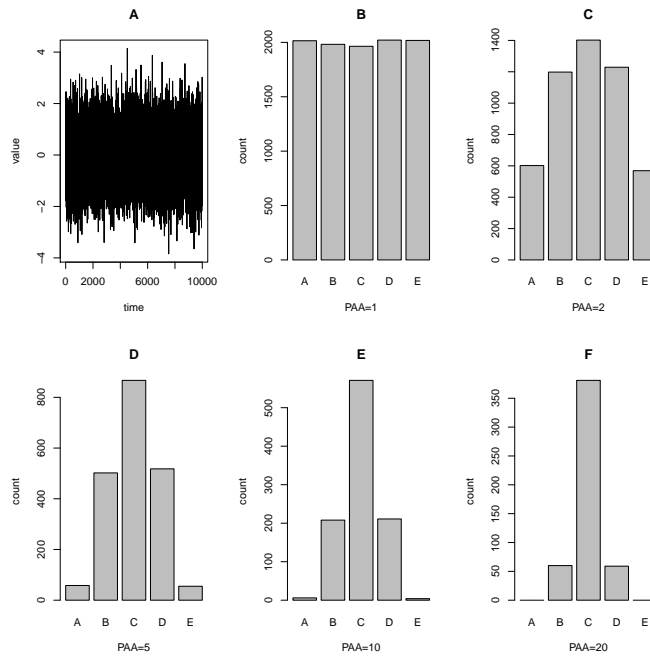 A
value
4
2
0
-2
-4
0 2000 6000 10000
time
B
count
2000
1500
1000
500
0
A B C D E
PAA=1
C
count
1400
1000
800
600
400
200
0
A B C D E
PAA=2
D
count
800
600
400
200
0
A B C D E
PAA=5
E
count
500
400
300
200
100
0
A B C D E
PAA=10
F
count
350
300
250
200
150
100
50
0
A B C D E
PAA=20